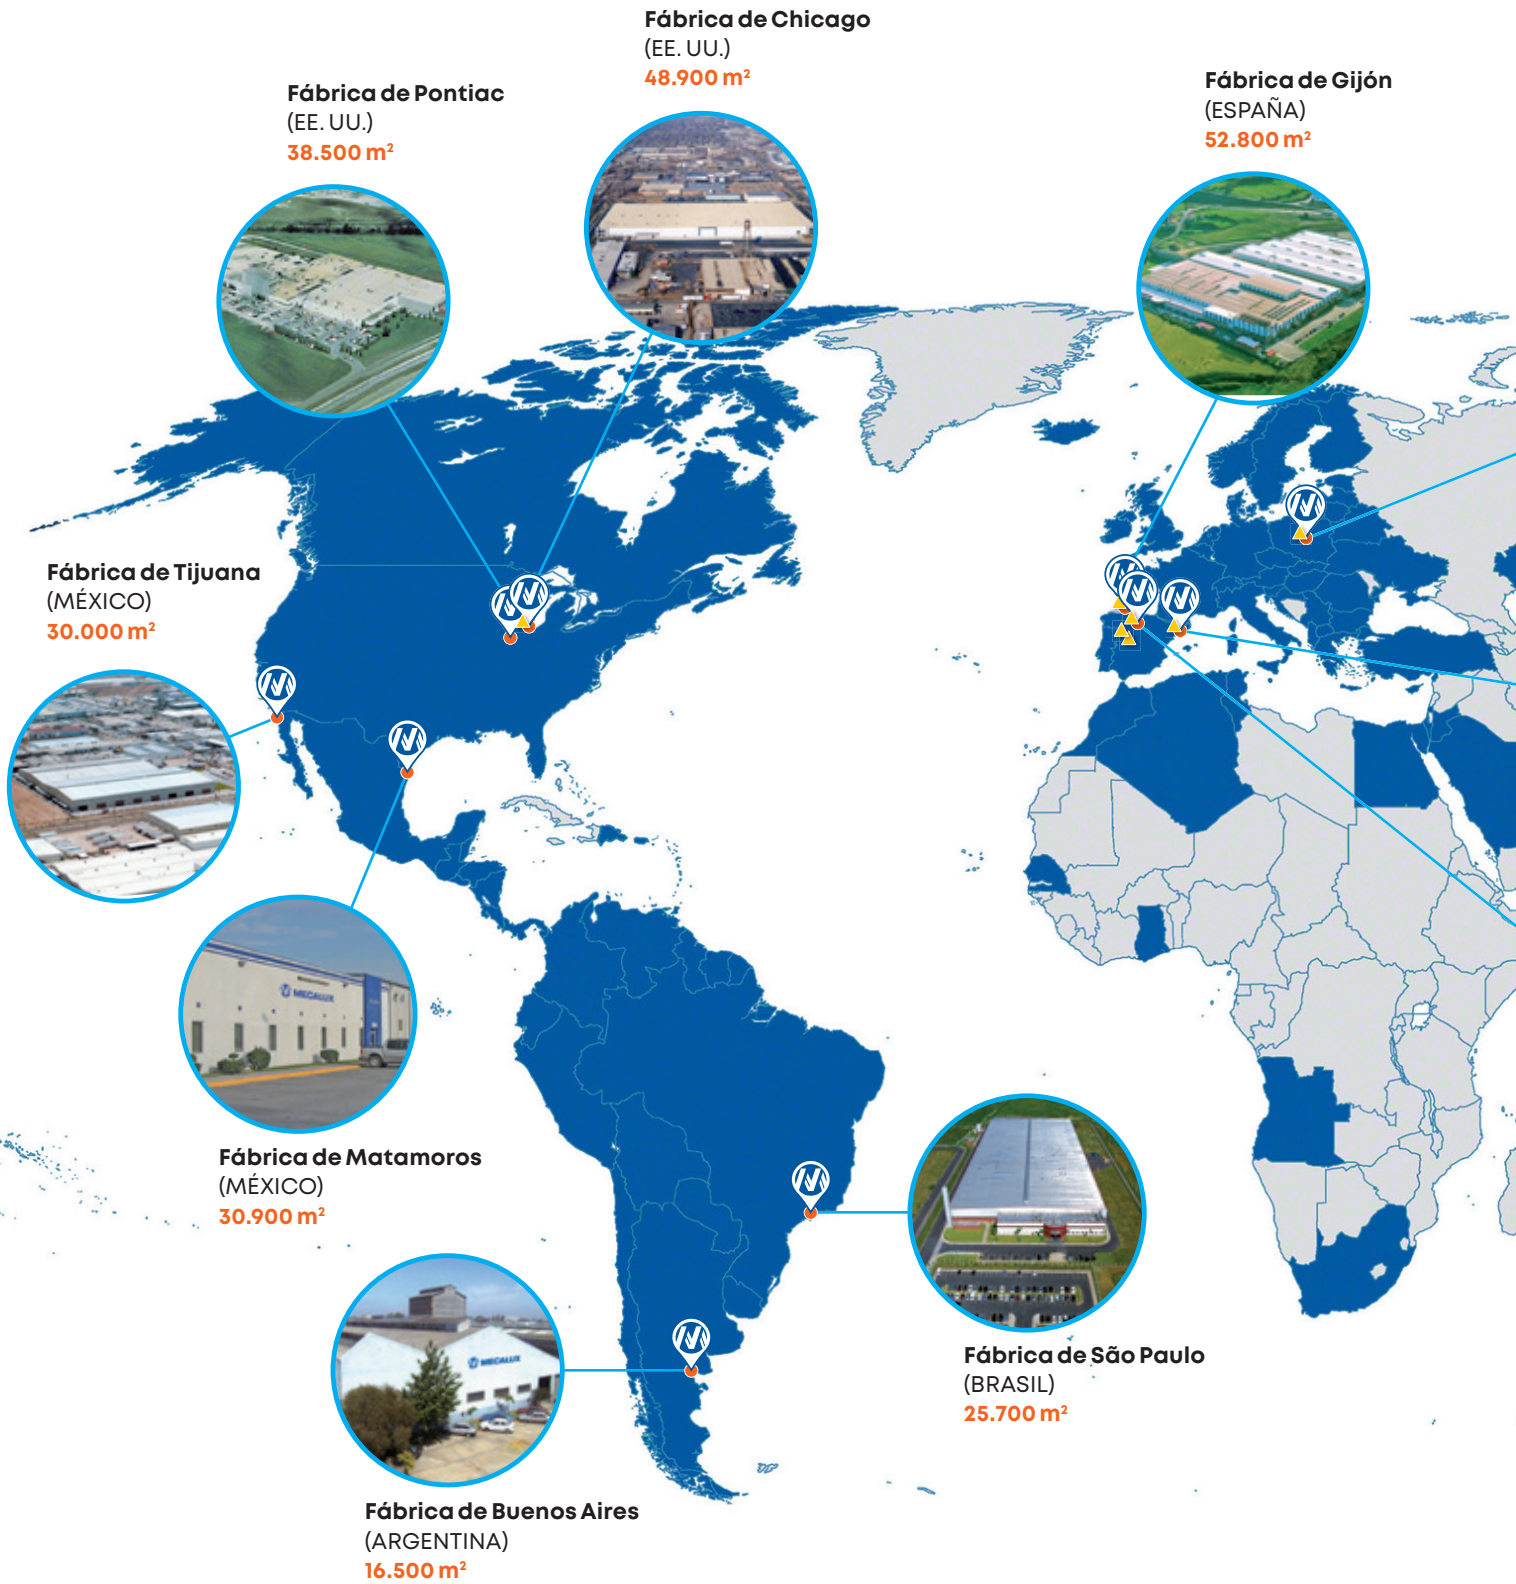 Fábrica de Chicago
(EE. UU.)
48.900 m²
Fábrica de Pontiac
(EE. UU.)
38.500 m²
Fábrica de Gijón
(ESPAÑA)
52.800 m²
Fábrica de Tijuana
(MÉXICO)
30.000 m²
MECALUX
Fábrica de Matamoros
(MÉXICO)
30.900 m²
MECALUX
Fábrica de São Paulo
(BRASIL)
25.700 m²
Fábrica de Buenos Aires
(ARGENTINA)
16.500 m²